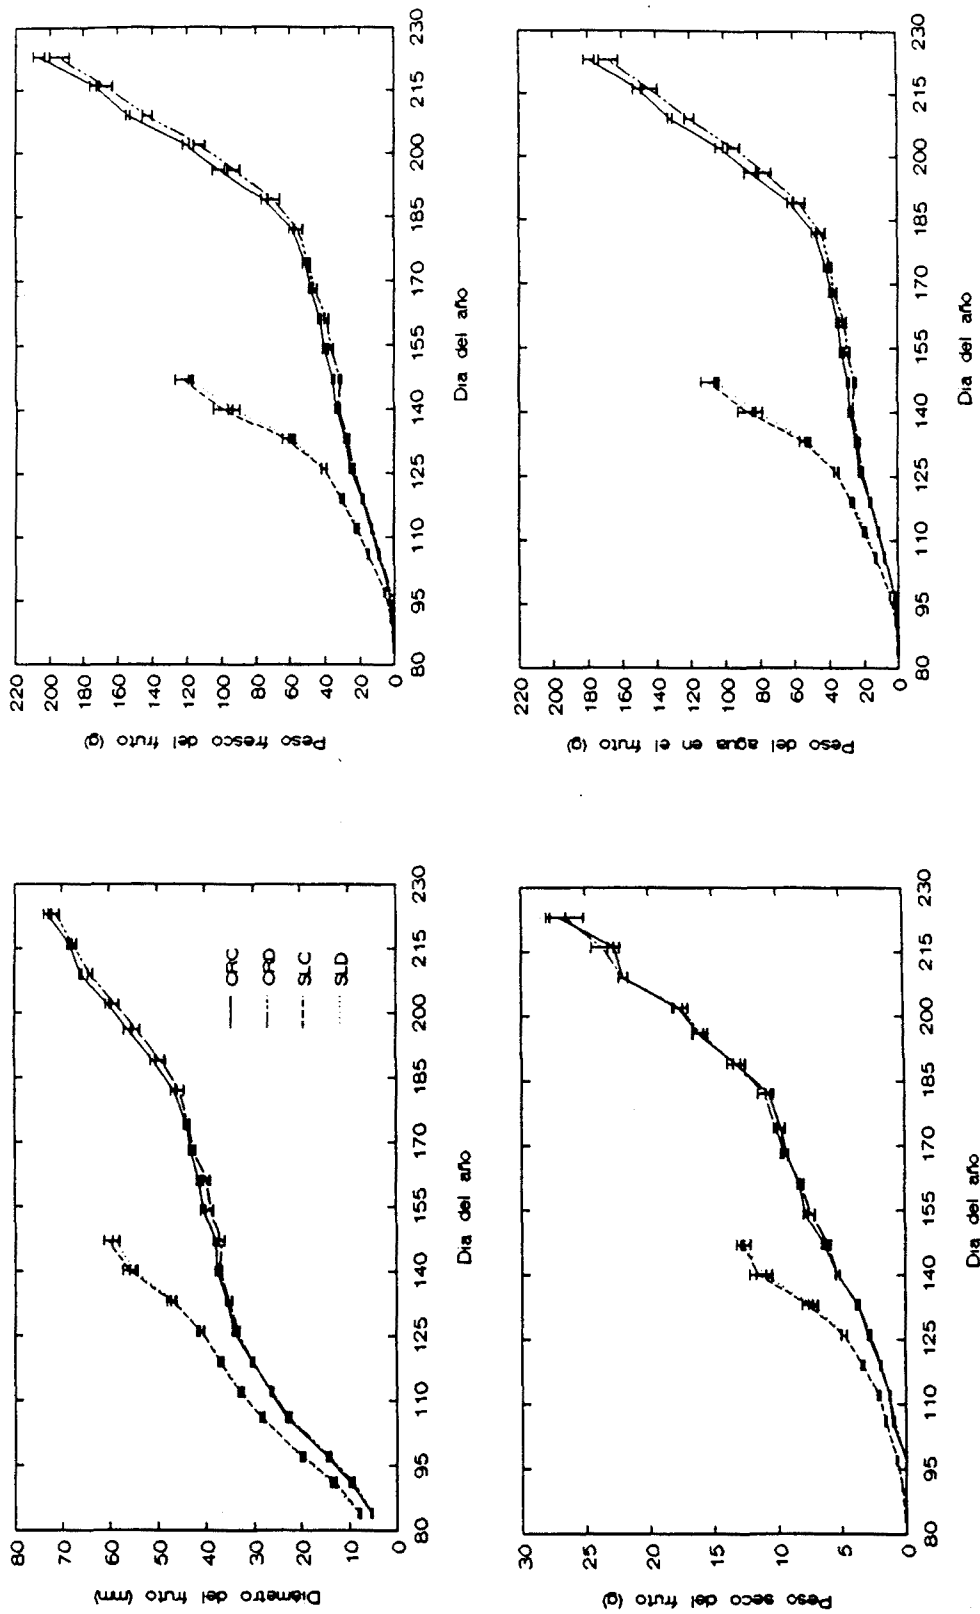 Diámetro del fruto (mm)
80
70
60
50
40
30
20
10
0
CRC
CRD
SLC
SLD
80 95 110 125 140 155 170 185 200 215 230
Dia del año
Peso fresco del fruto (g)
220
200
180
160
140
120
100
80
60
40
20
0
80 95 110 125 140 155 170 185 200 215 230
Dia del año
Peso seco del fruto (g)
30
25
20
15
10
5
0
80 95 110 125 140 155 170 185 200 215 230
Dia del año
Peso del agua en el fruto (g)
220
200
180
160
140
120
100
80
60
40
20
0
80 95 110 125 140 155 170 185 200 215 230
Dia del año